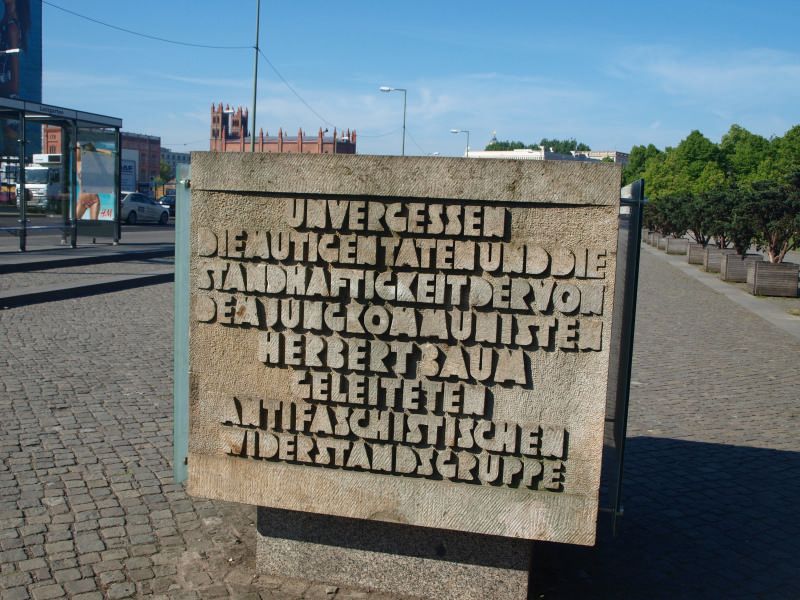 UNVERGESSEN
DIE MUTIGEN TATEN UND DIE
STANDHAFTIGKEIT DER VON
DEM JUNGKOMMUNISTEN
HERBERT BAUM
GELEITETEN
ANTIFASCHISTISCHEN
WIDERSTANDSGRUPPE
H&M